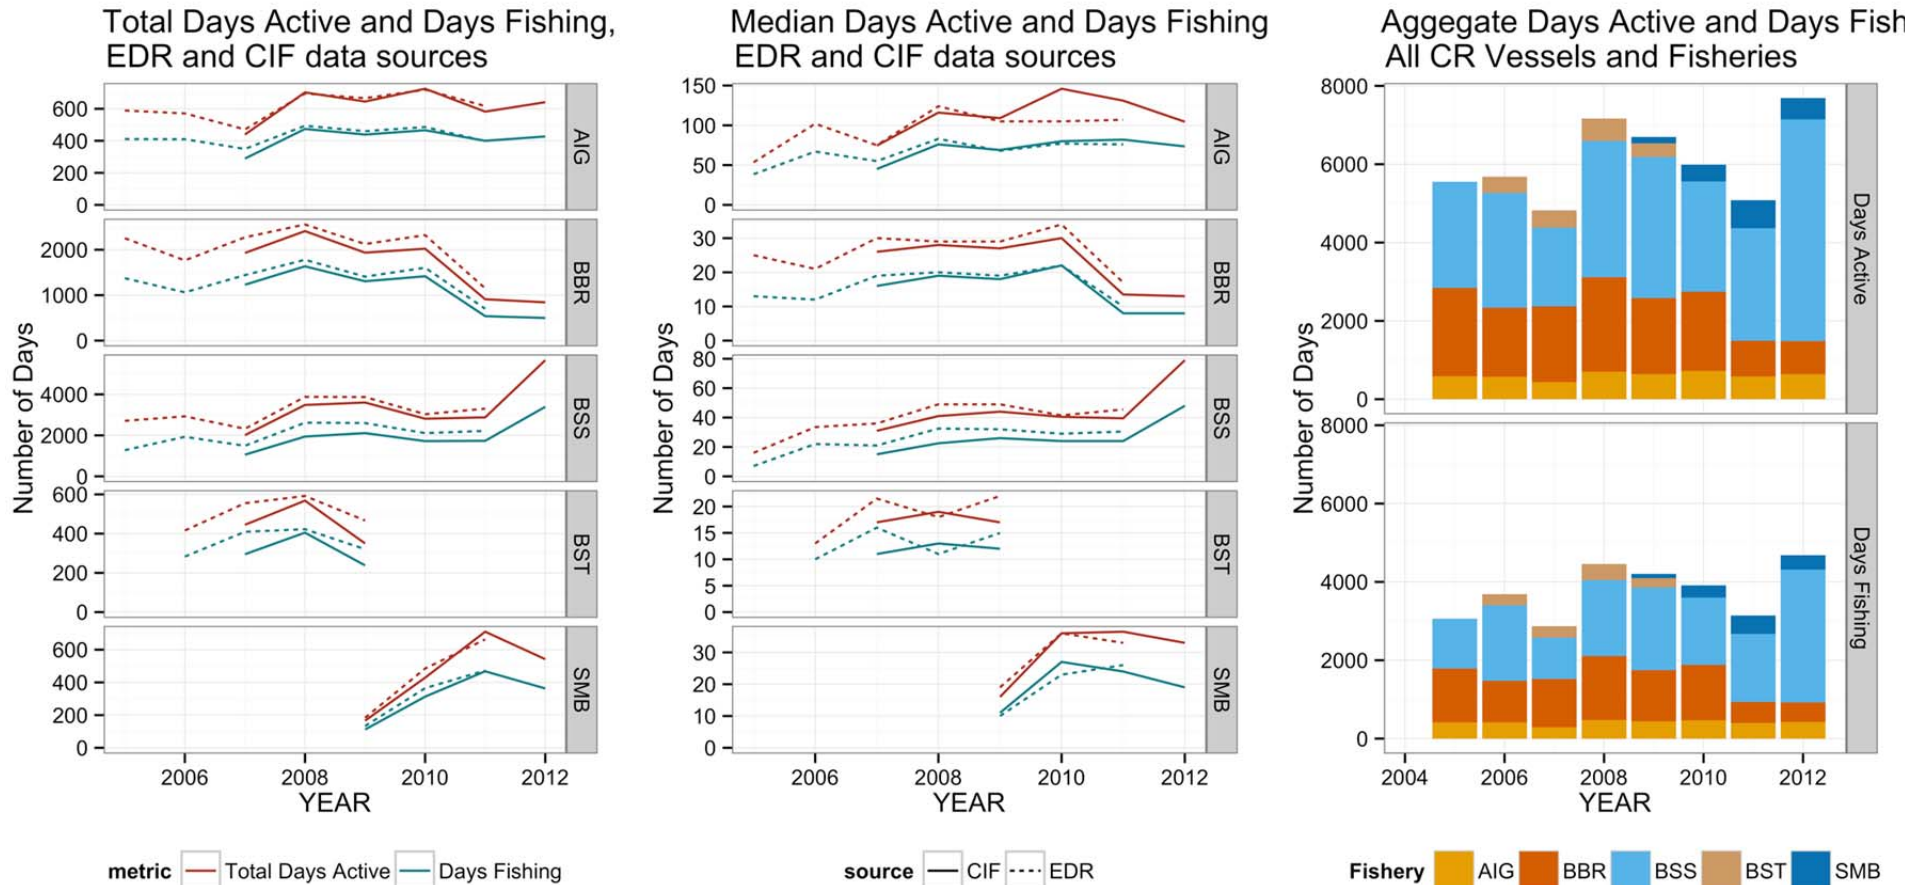 Total Days Active and Days Fishing,
EDR and CIF data sources
Number of Days
600
400
200
0
AIG
2000
1000
0
BBR
4000
2000
0
BSS
600
400
200
0
BST
600
400
200
0
SMB
2006 2008 2010 2012
YEAR
Median Days Active and Days Fishing
EDR and CIF data sources
Number of Days
150
100
50
0
AIG
30
20
10
0
BBR
80
60
40
20
0
BSS
20
15
10
5
0
BST
30
20
10
0
SMB
2006 2008 2010 2012
YEAR
Aggegate Days Active and Days Fish
All CR Vessels and Fisheries
Number of Days
8000
6000
4000
2000
0
Days Active
8000
6000
4000
2000
0
Days Fishing
2004 2006 2008 2010 2012
YEAR
metric Total Days Active Days Fishing
source CIF EDR
Fishery AIG BBR BSS BST SMB